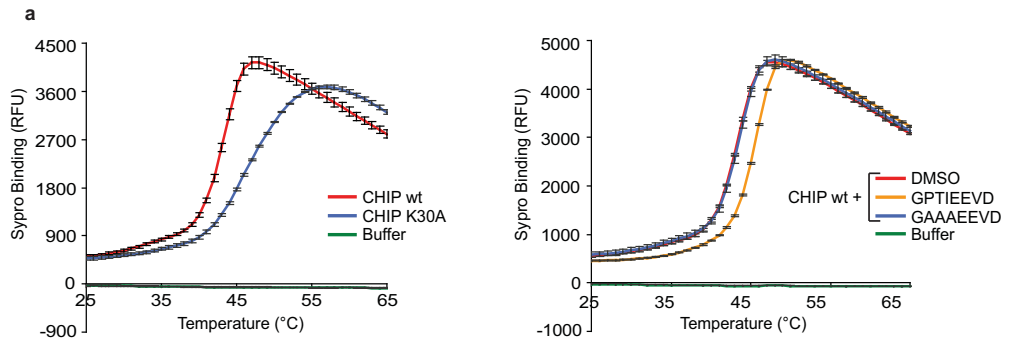 a
4500
3600
2700
1800
900
0
-900
Sypro Binding (RFU)
25
35
45
55
65
Temperature (°C)
CHIP wt
CHIP K30A
Buffer
5000
4000
3000
2000
1000
0
-1000
Sypro Binding (RFU)
25
35
45
55
65
Temperature (°C)
CHIP wt +
DMSO
GPTIEEVD
GAAAEEVD
Buffer